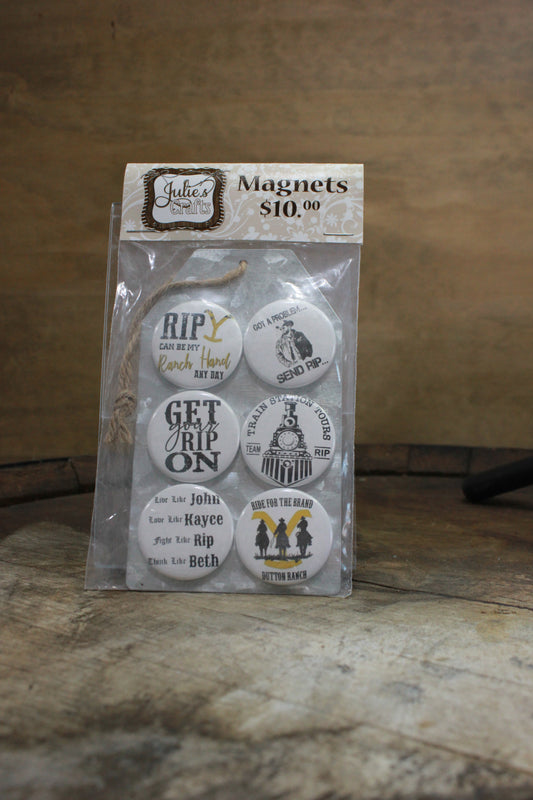 Julie's
Crafts
Magnets
$10.00
RIP Y
CAN BE MY
Ranch Hand
ANY DAY
GOT A PROBLEM...
SEND RIP...
GET
your
RIP
ON
TRAIN STATION TOURS
TEAM RIP
Live Like John
Love Like Kaycee
Fight Like Rip
Think Like Beth
RIDE FOR THE BRAND
Y
DUTTON RANCH